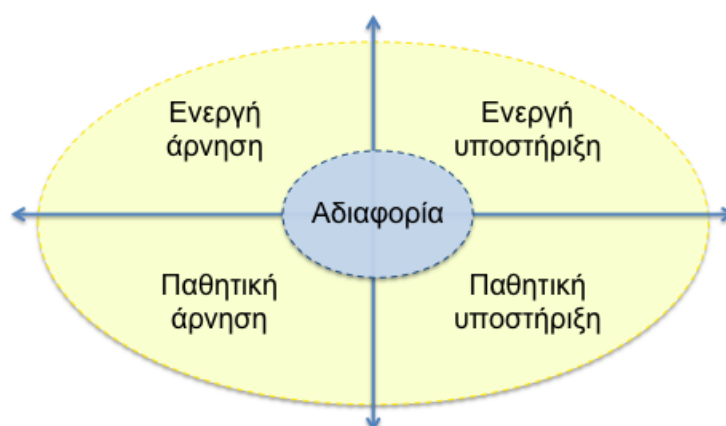 Ενεργή
άρνηση
Ενεργή
υποστήριξη
Αδιαφορία
Παθητική
άρνηση
Παθητική
υποστήριξη